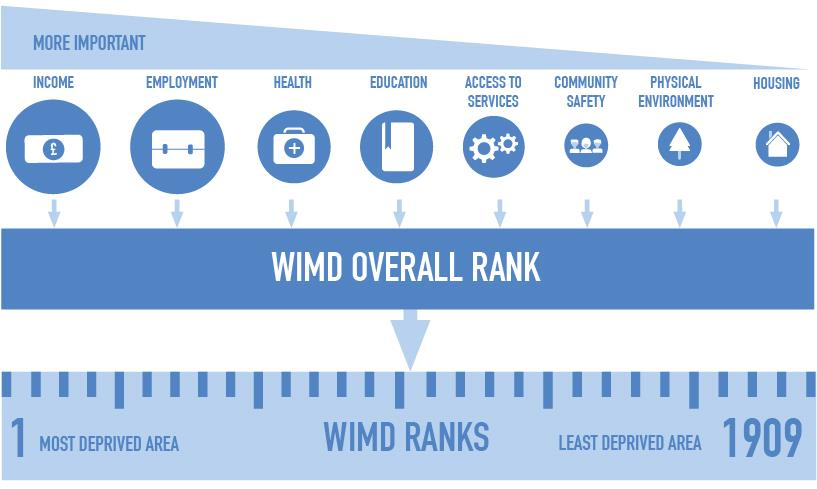 MORE IMPORTANT
INCOME
EMPLOYMENT
HEALTH
EDUCATION
ACCESS TO
SERVICES
COMMUNITY
SAFETY
PHYSICAL
ENVIRONMENT
HOUSING
£
WIMD OVERALL RANK
1 MOST DEPRIVED AREA
WIMD RANKS
LEAST DEPRIVED AREA 1909